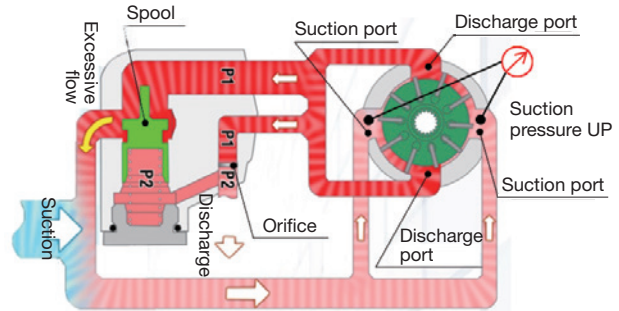 Spool
Suction port
Discharge port
Excessive
flow
P1
P1
P2
P2
Suction
pressure UP
Suction port
Orifice
Discharge
Suction
Discharge
port